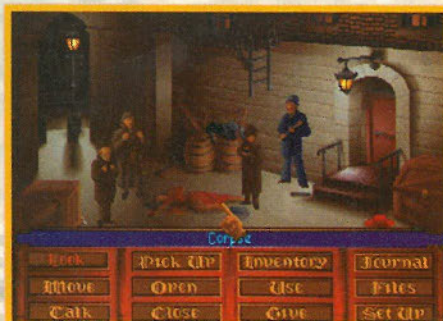 Corpse
Look Pick Up Inventory Journal
Move Open Use Files
Talk Close Give Set Up